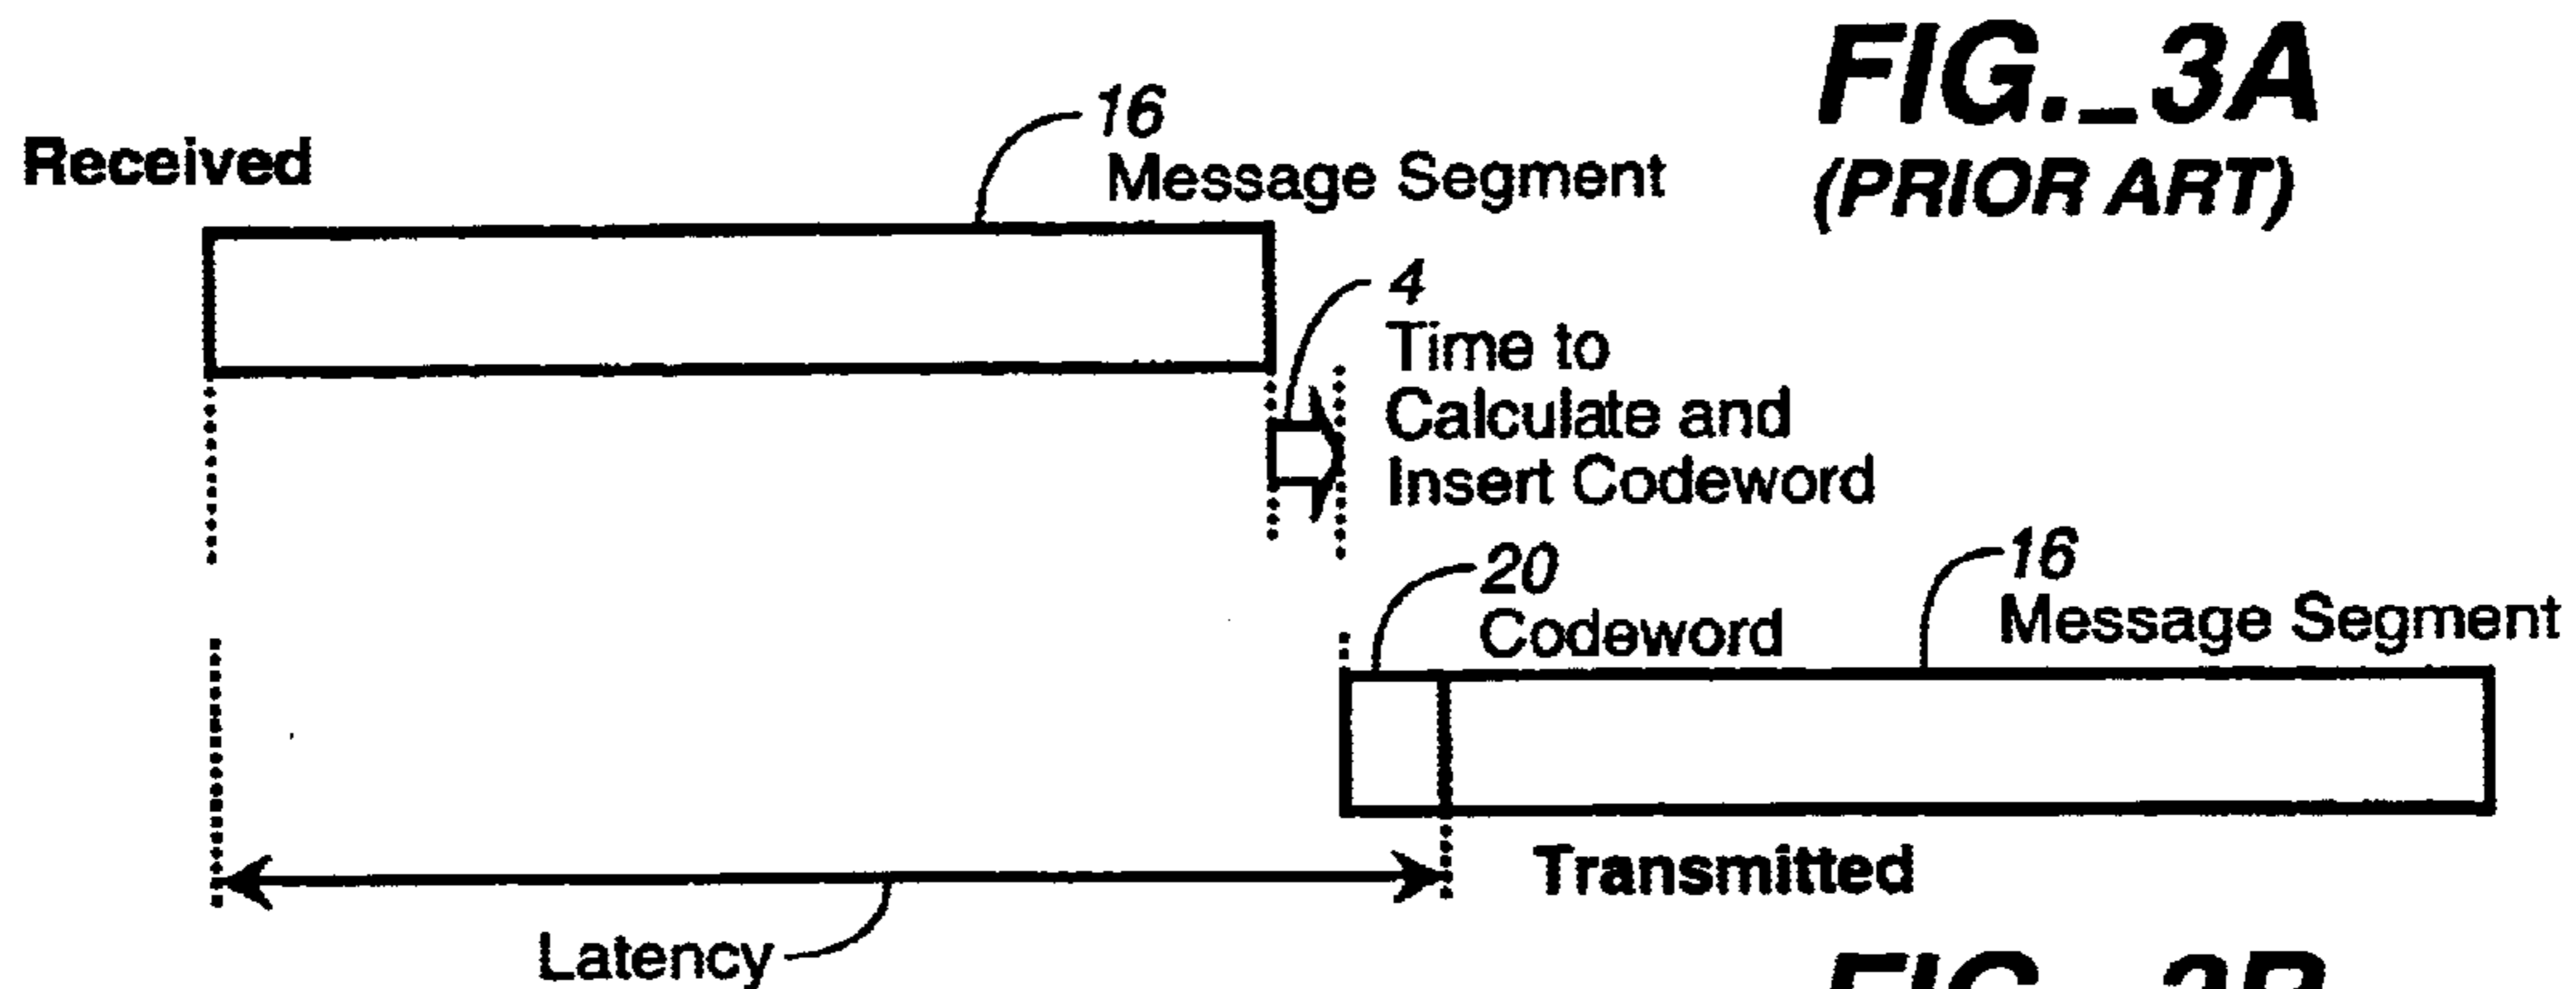 FIG._3A
(PRIOR ART)
Received
16
Message Segment
4
Time to
Calculate and
Insert Codeword
20
Codeword
16
Message Segment
Transmitted
Latency